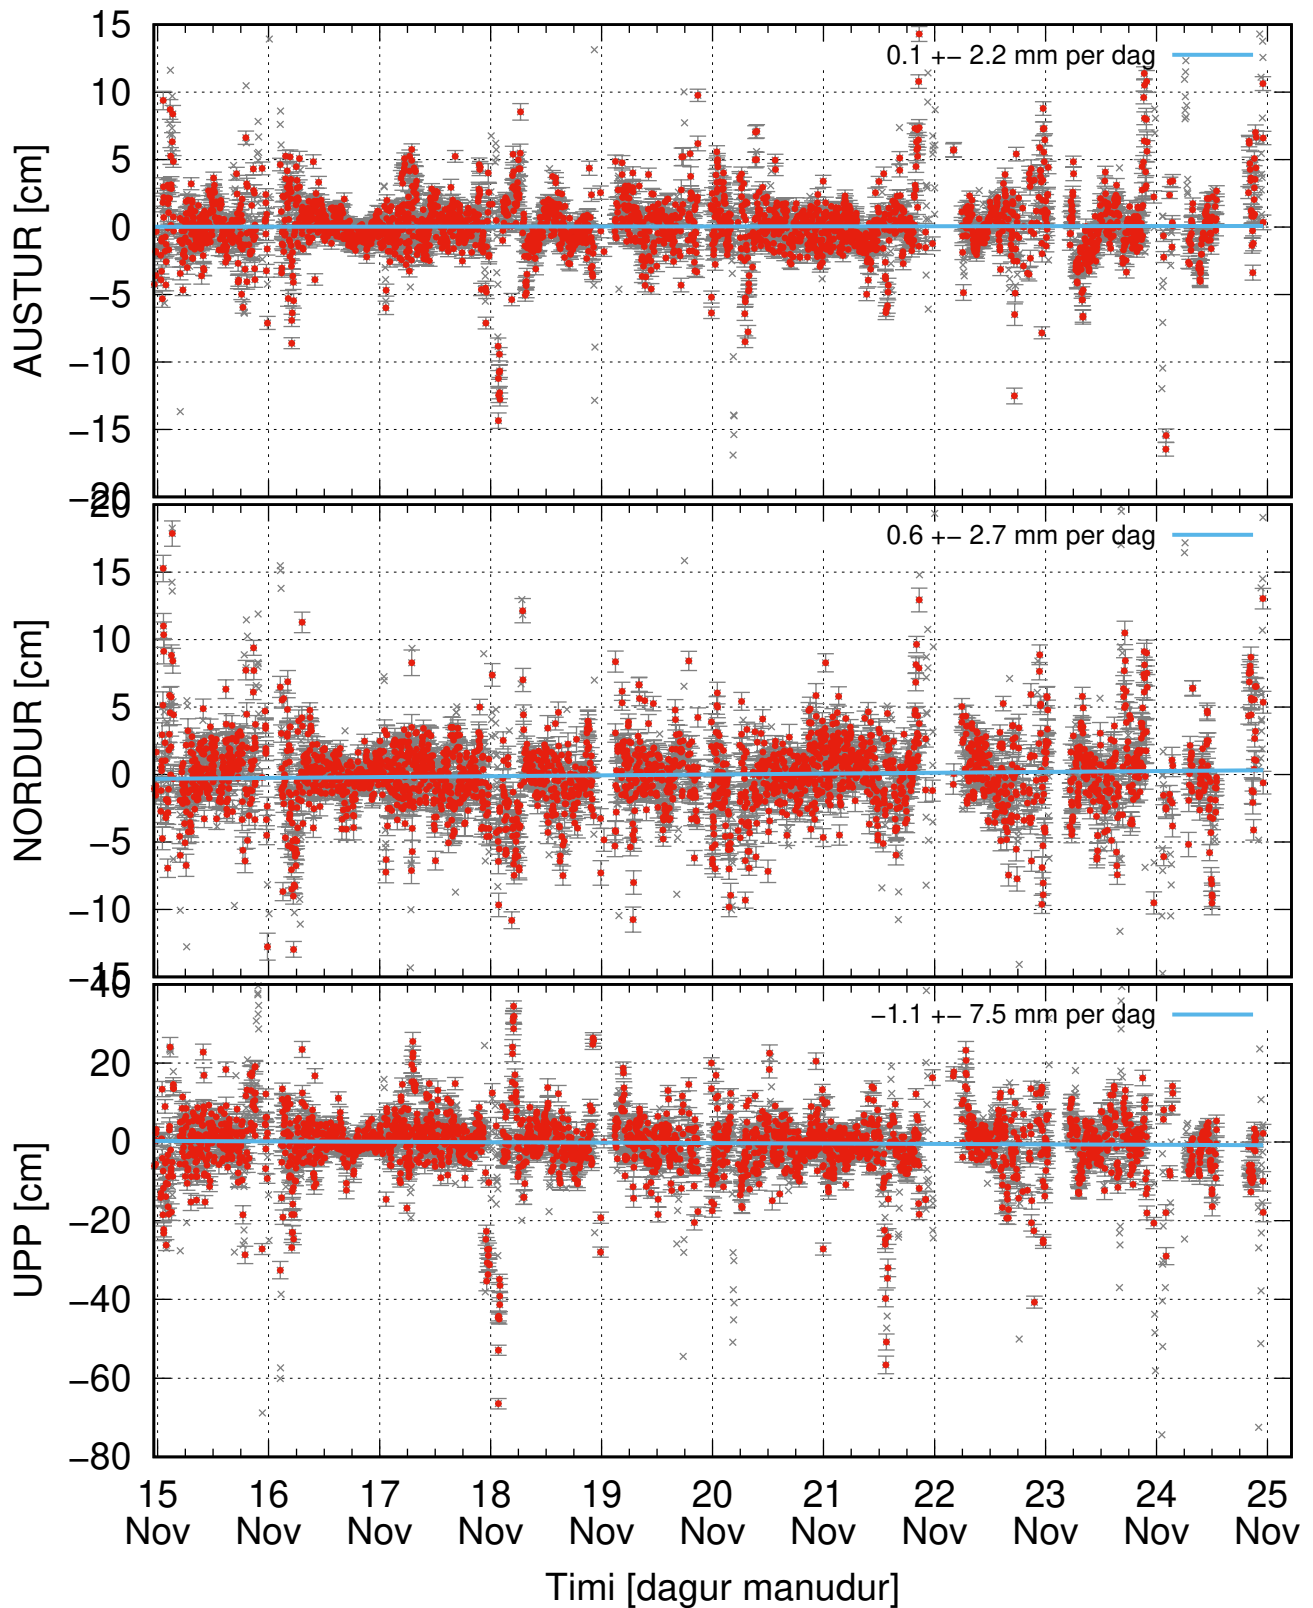 15
10
5
0
−5
−10
−15
−20
AUSTUR [cm]
0.1 +− 2.2 mm per dag
20
15
10
5
0
−5
−10
−15
NORDUR [cm]
0.6 +− 2.7 mm per dag
40
20
0
−20
−40
−60
−80
UPP [cm]
−1.1 +− 7.5 mm per dag
15 16 17 18 19 20 21 22 23 24 25
Nov Nov Nov Nov Nov Nov Nov Nov Nov Nov Nov
Timi [dagur manudur]